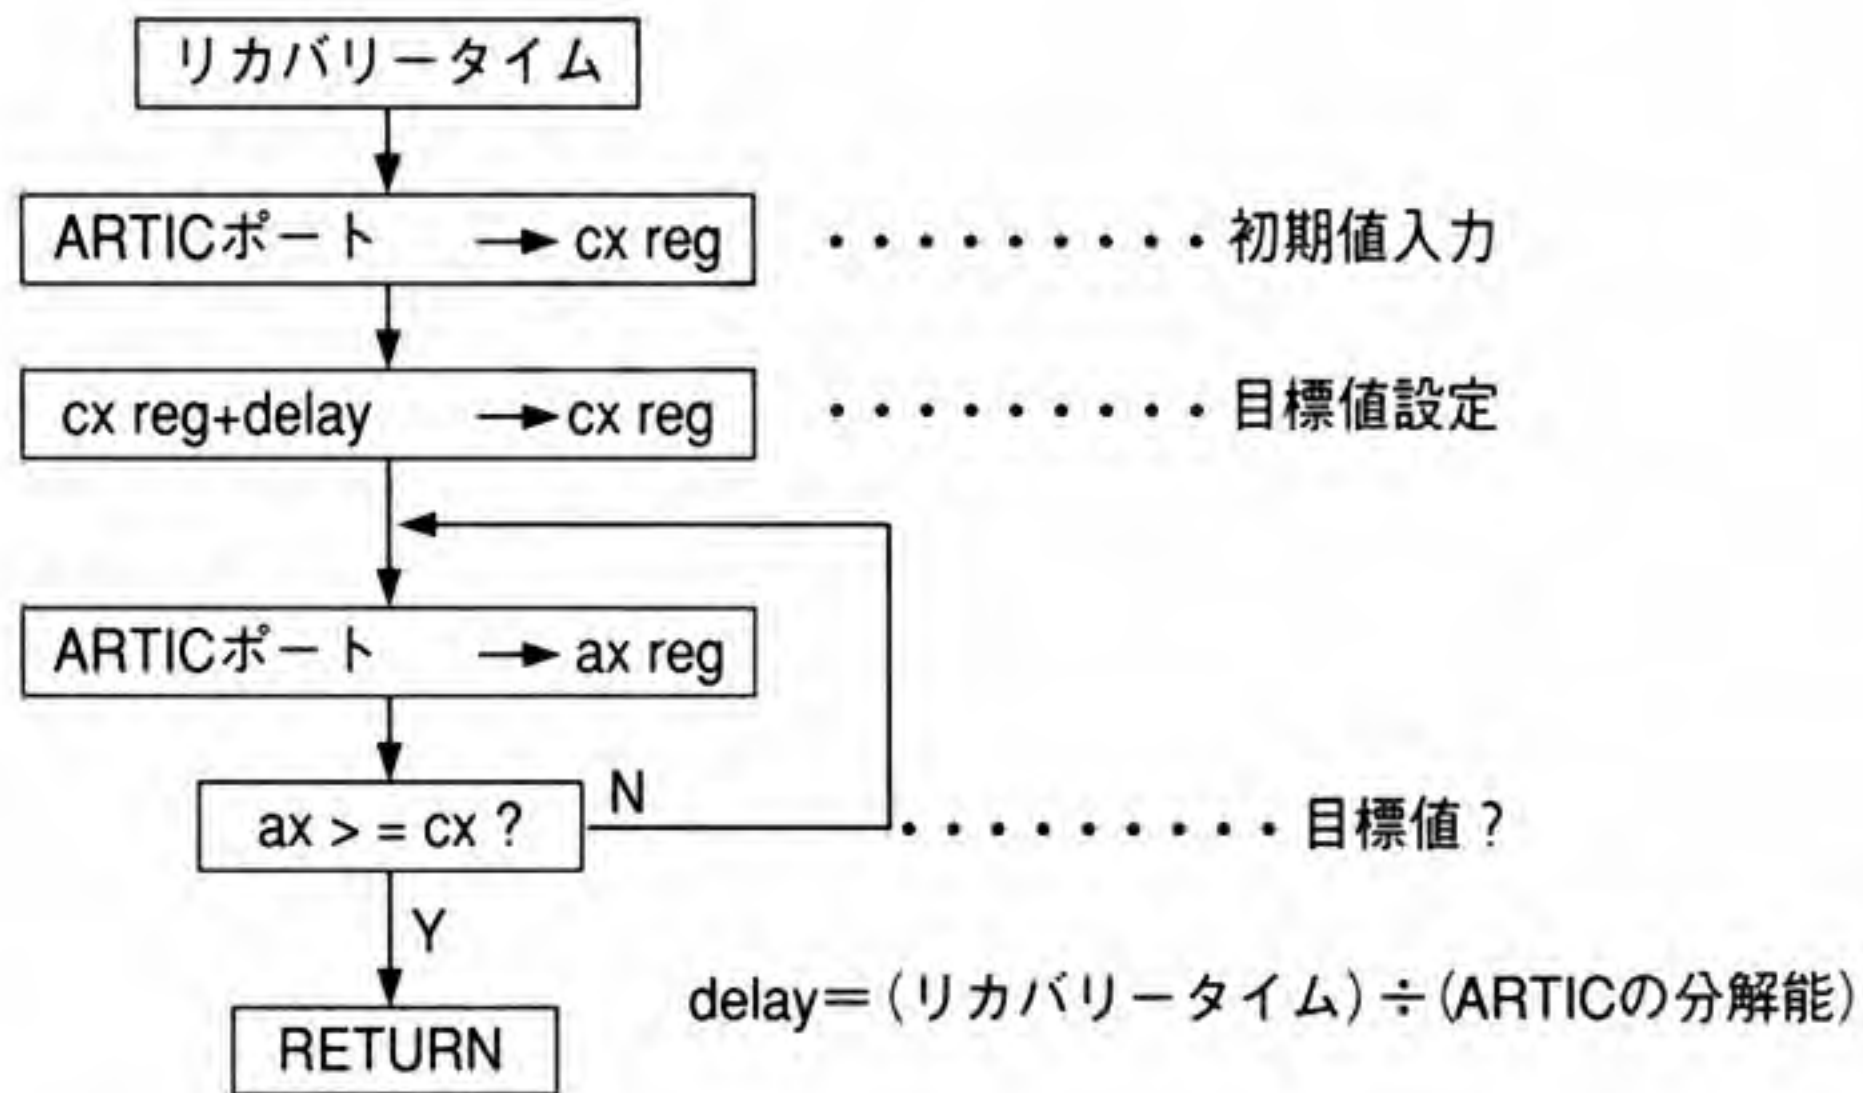 リカバリータイム
ARTICポート → cx reg ・・・・・・・・・ 初期値入力
cx reg+delay → cx reg ・・・・・・・・・ 目標値設定
ARTICポート → ax reg
ax > = cx ? N ・・・・・・・・・ 目標値？
Y
delay＝（リカバリータイム）÷（ARTICの分解能）
RETURN